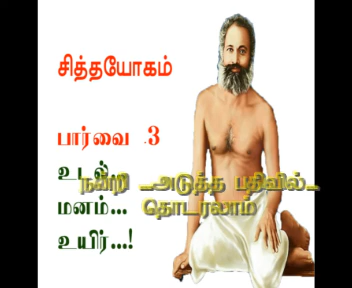 சித்தயோகம்
பார்வை -3
உடல்
நன்றி ...அடுத்த பதிவில்...
மனம்... தொடரலாம்
உயிர்...!